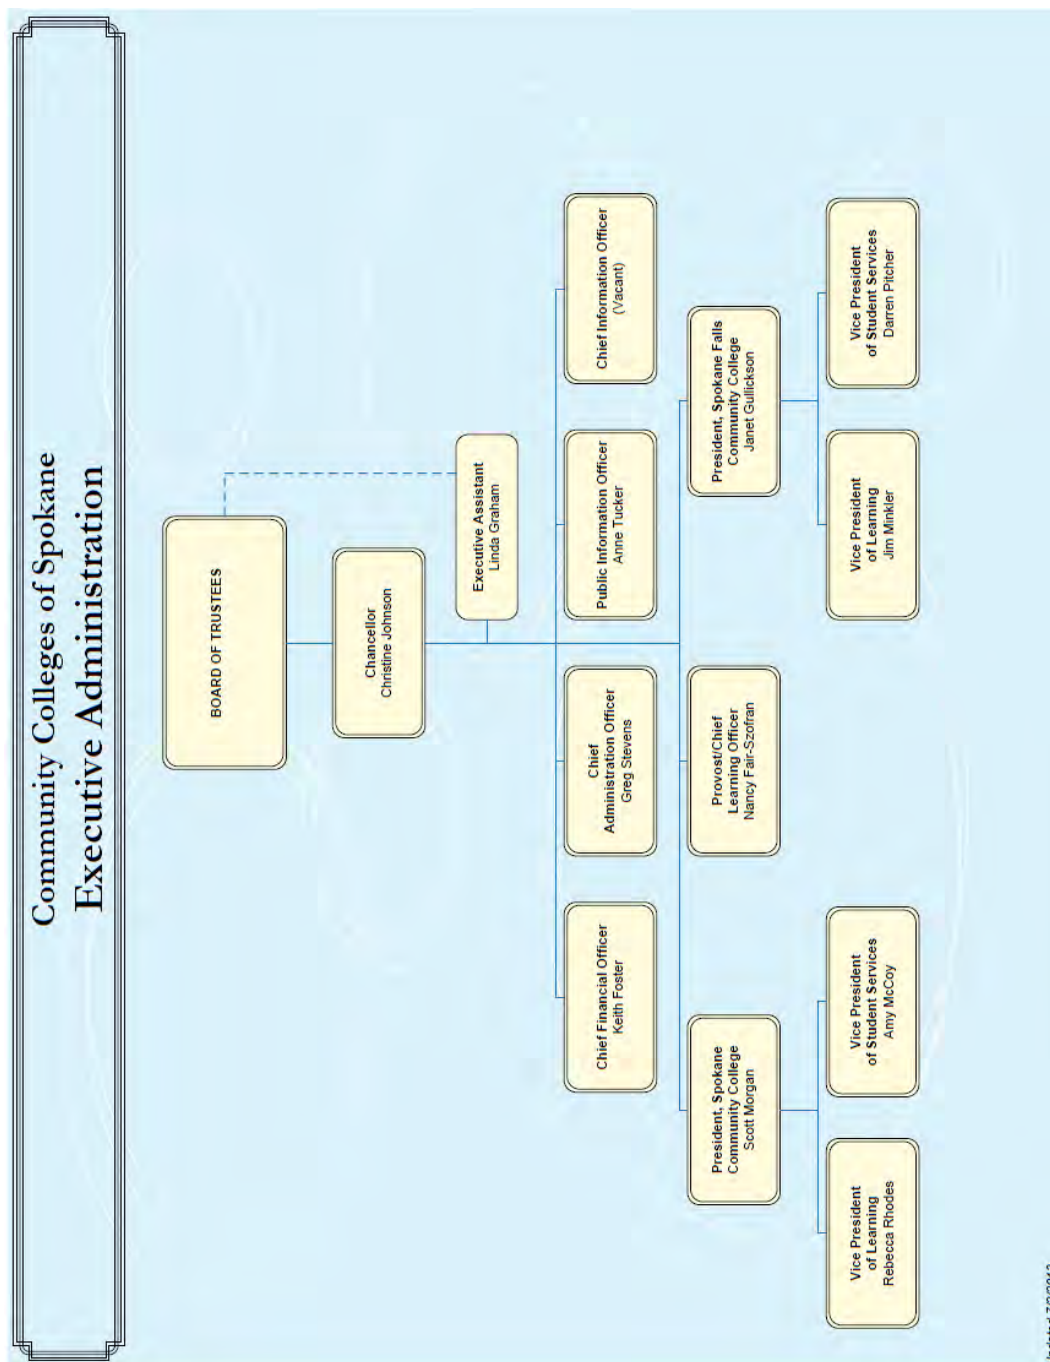 Community Colleges of Spokane
Executive Administration
BOARD OF TRUSTEES
Chancellor
Christine Johnson
Executive Assistant
Linda Graham
Chief Financial Officer
Keith Foster
Chief
Administration Officer
Greg Stevens
Public Information Officer
Anne Tucker
Chief Information Officer
(Vacant)
President, Spokane
Community College
Scott Morgan
Provost/Chief
Learning Officer
Nancy Fair-Szofran
President, Spokane Falls
Community College
Janet Gullickson
Vice President
of Learning
Rebecca Rhodes
Vice President
of Student Services
Amy McCoy
Vice President
of Learning
Jim Minkler
Vice President
of Student Services
Darren Pitcher